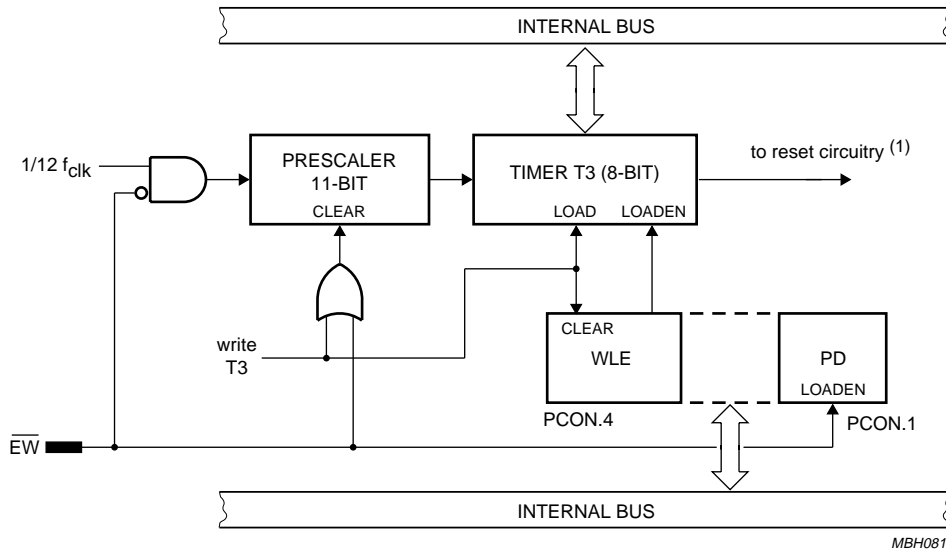 INTERNAL BUS
1/12 fclk
PRESCALER
11-BIT
CLEAR
TIMER T3 (8-BIT)
LOAD LOADEN
to reset circuitry (1)
write
T3
CLEAR
WLE
PCON.4
PD
LOADEN
PCON.1
EW
INTERNAL BUS
MBH081